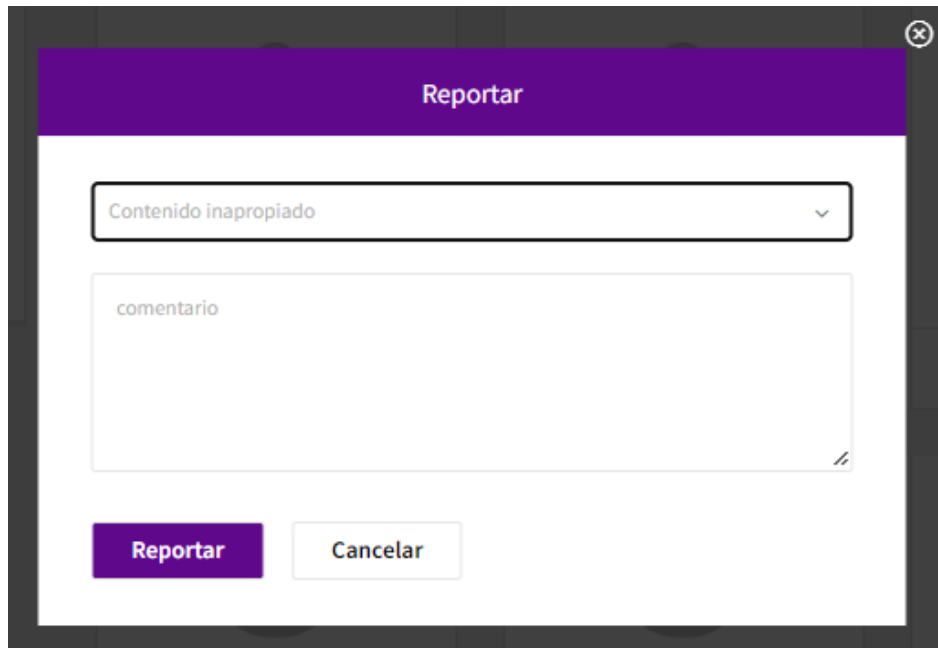 Reportar
Contenido inapropiado
comentario
Reportar
Cancelar